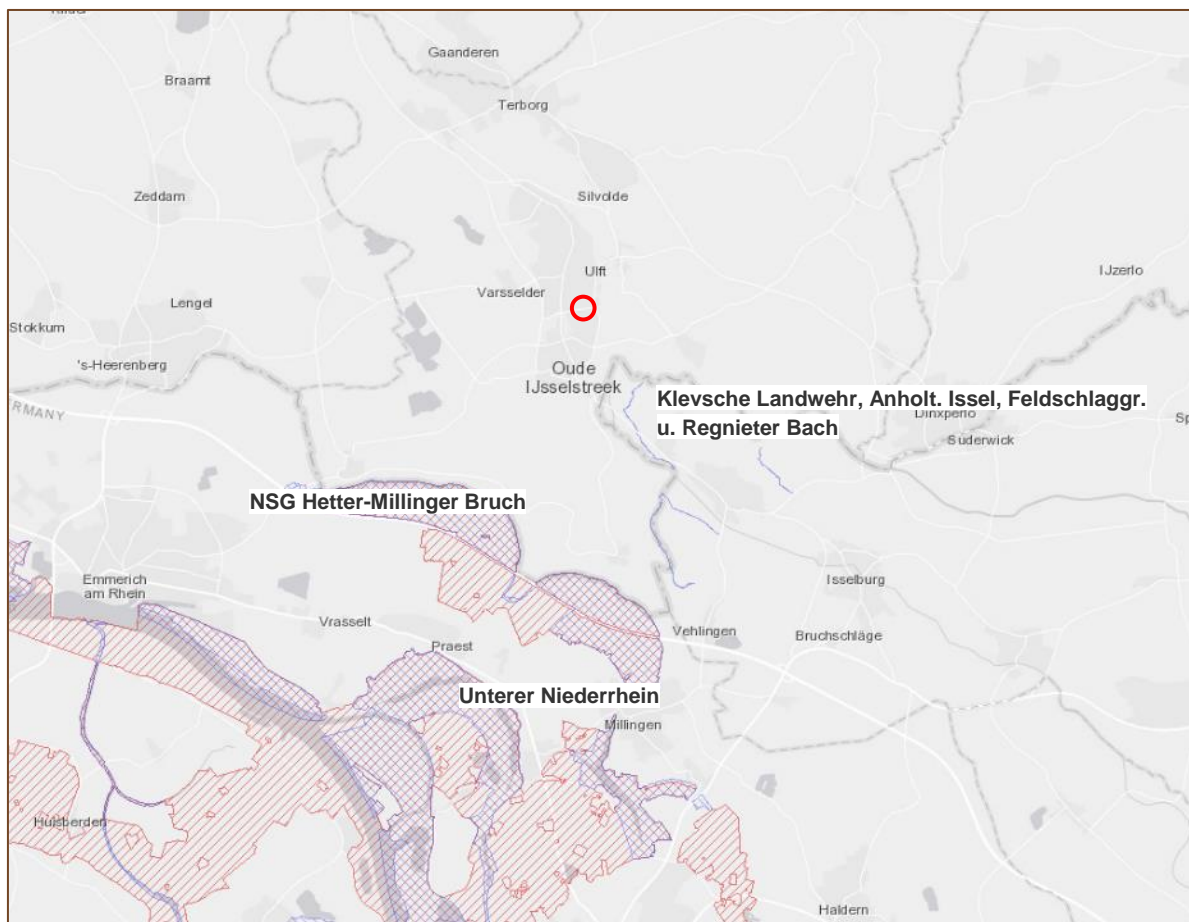 Gaanderen
Braamt
Terborg
Zeddam
Silvolde
Ulft
IJzerlo
Varsselder
Lengel
Stokkum
's-Heerenberg
Oude
IJsselstreek
Klevsche Landwehr, Anholt. Issel, Feldschlaggr.
u. Regnieter Bach
RMANY
Dinxperlo
Sp
Süderwick
NSG Hetter-Millinger Bruch
Emmerich
am Rhein
Isselburg
Vrasselt
Vehlingen
Bruchschläge
Praest
Unterer Niederrhein
Millingen
Huisberden
Haldern